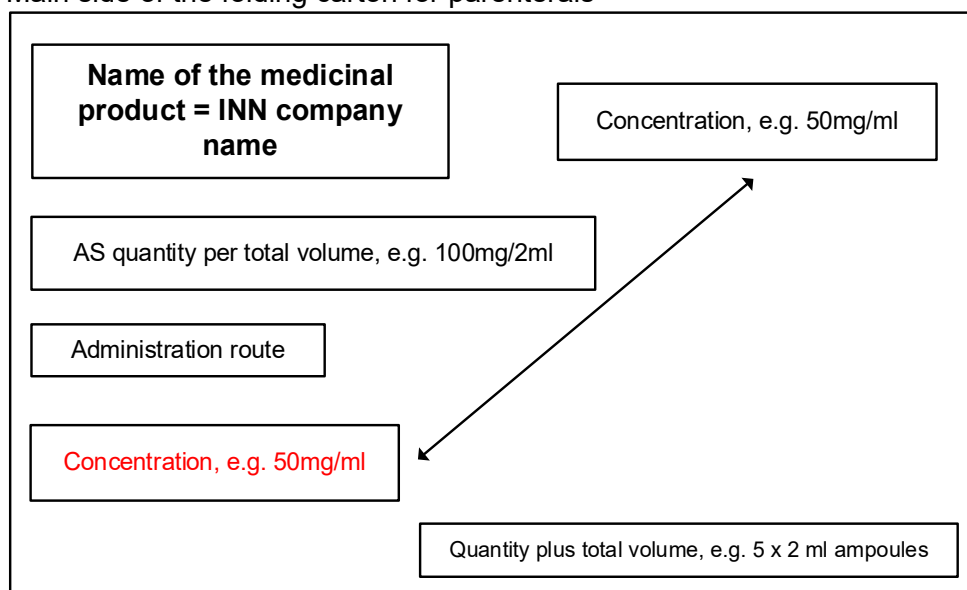 Main side of the folding carton for parenterals
Name of the medicinal
product = INN company
name
Concentration, e.g. 50mg/ml
AS quantity per total volume, e.g. 100mg/2ml
Administration route
Concentration, e.g. 50mg/ml
Quantity plus total volume, e.g. 5 x 2 ml ampoules